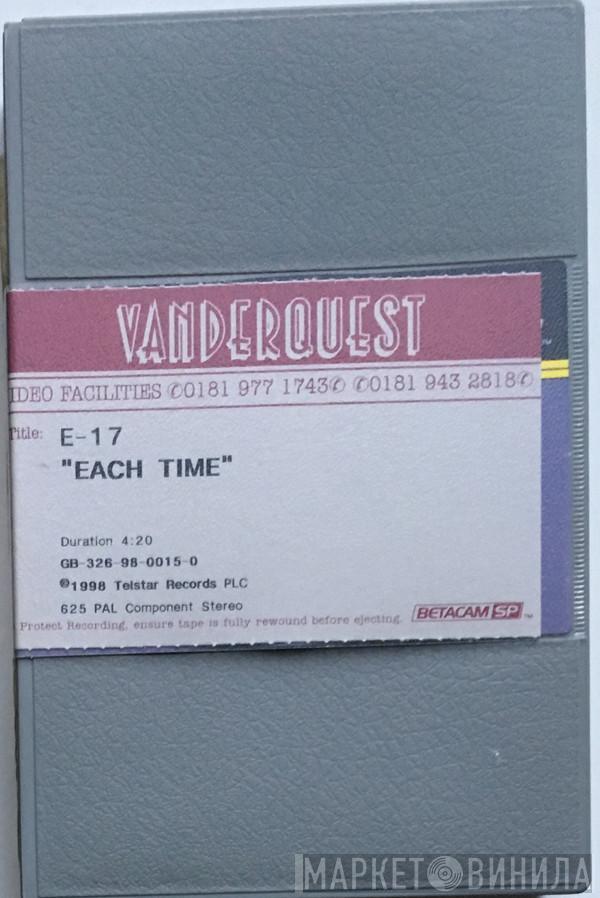 VANDERQUEST
IDEO FACILITIES ✆0181 977 1743✆ ✆0181 943 2818✆
Title: E-17
"EACH TIME"
Duration 4:20
GB-326-98-0015-0
℗1998 Telstar Records PLC
625 PAL Component Stereo
Protect Recording, ensure tape is fully rewound before ejecting.
BETACAM SP™
МАРКЕТ ВИНИЛА